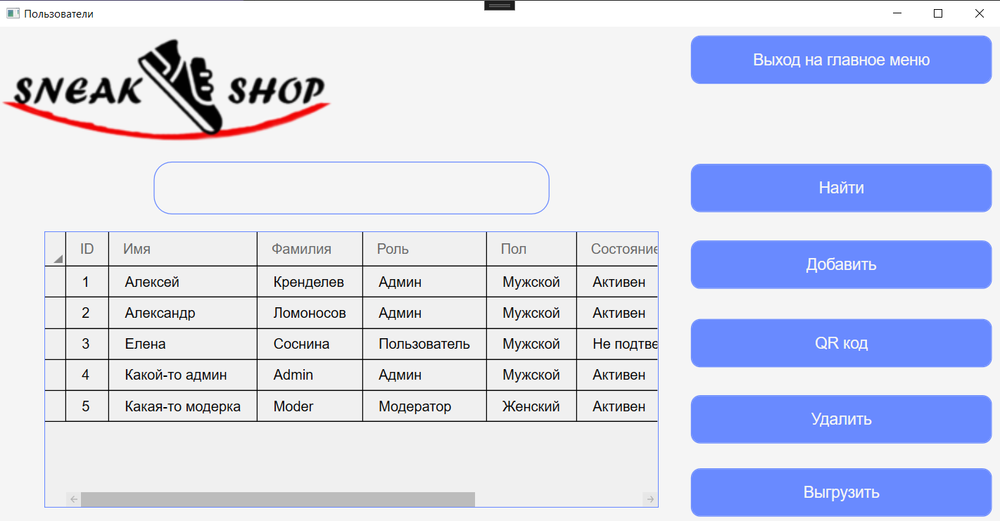 Пользователи
SNEAK SHOP
Выход на главное меню
Найти
ID Имя Фамилия Роль Пол Состояние
1 Алексей Кренделев Админ Мужской Активен
2 Александр Ломоносов Админ Мужской Активен
3 Елена Соснина Пользователь Мужской Не подтве
4 Какой-то админ Admin Админ Мужской Активен
5 Какая-то модерка Moder Модератор Женский Активен
Добавить
QR код
Удалить
Выгрузить